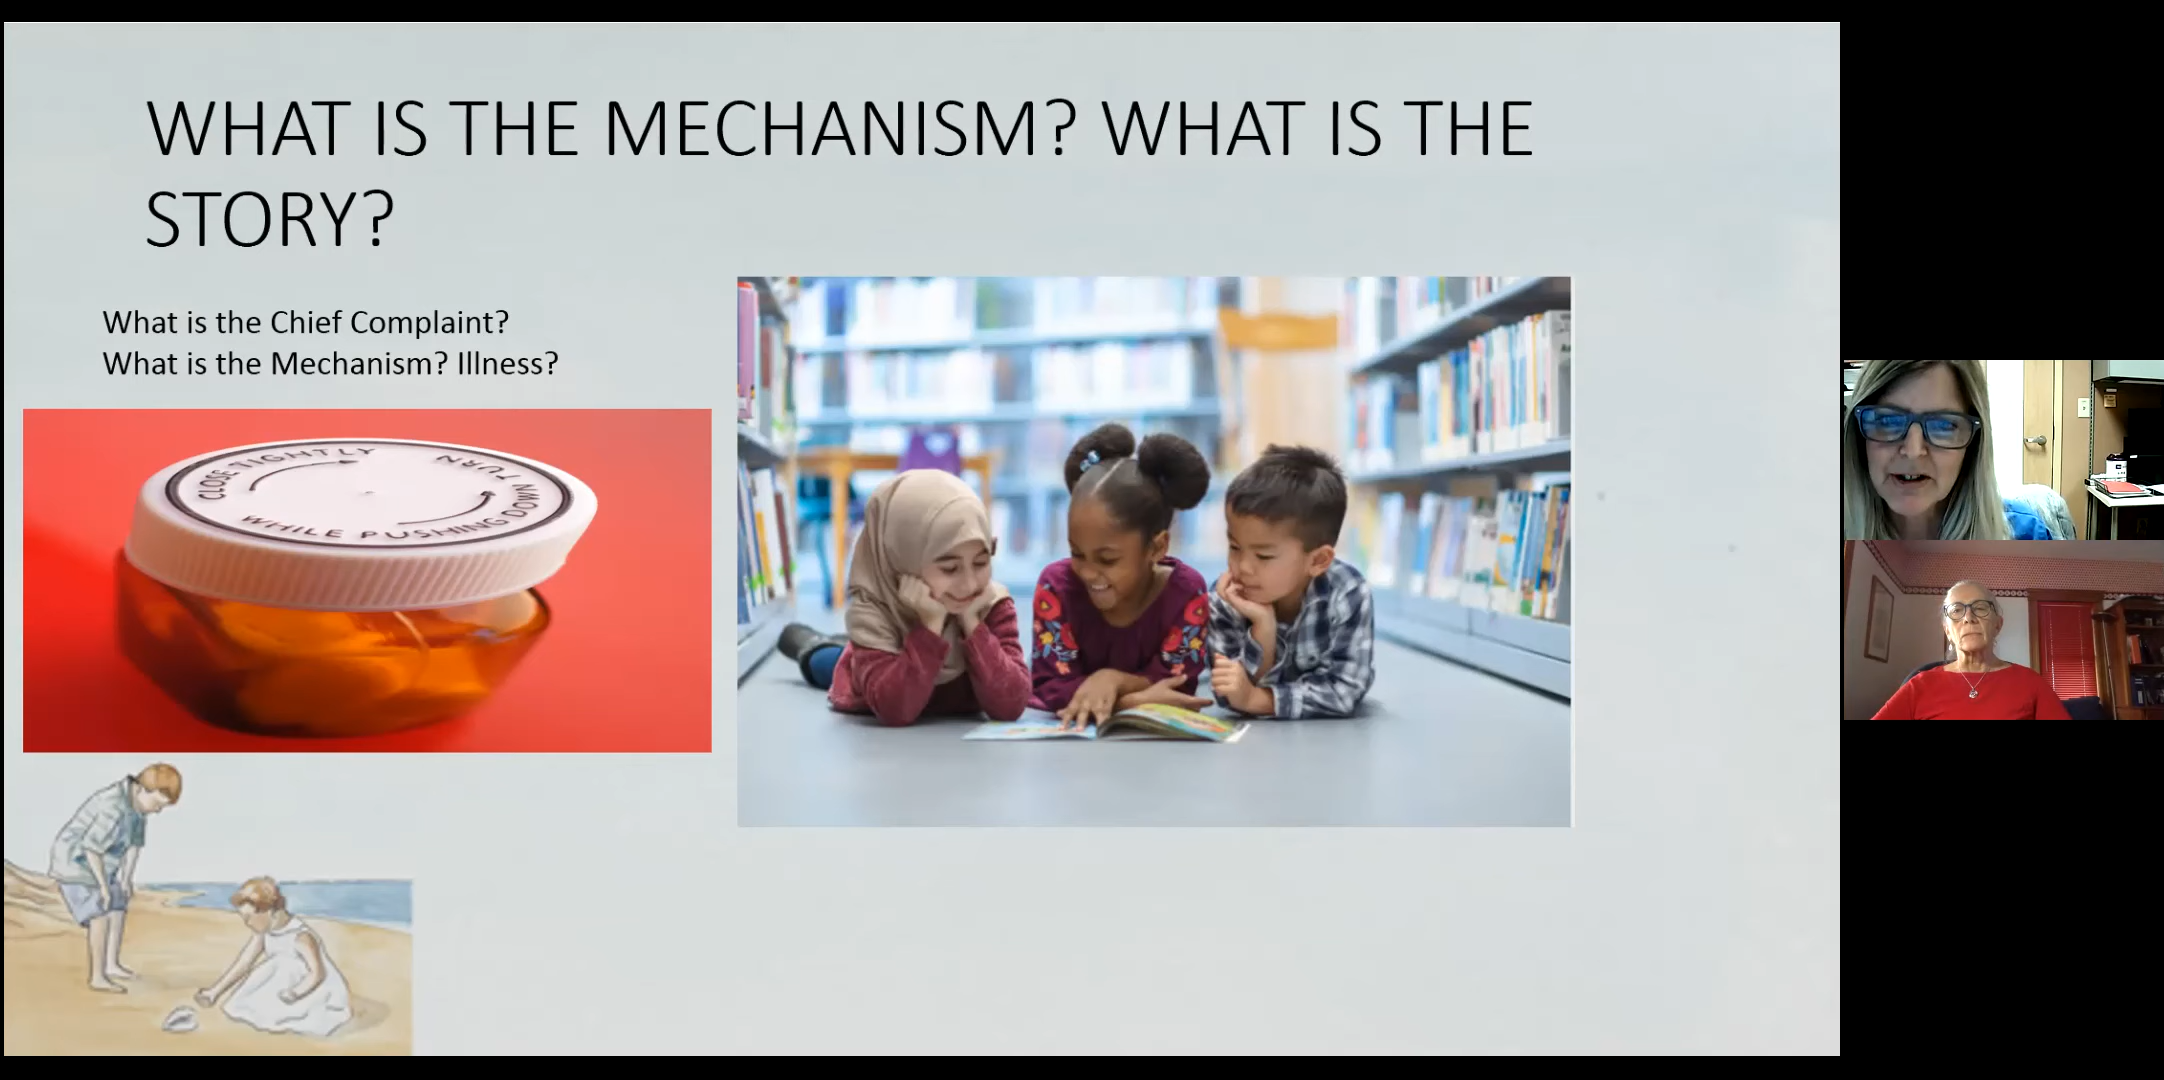 WHAT IS THE MECHANISM? WHAT IS THE
STORY?
What is the Chief Complaint?
What is the Mechanism? Illness?
CLOSE TIGHTLY
WHILE PUSHING DOWN TURN